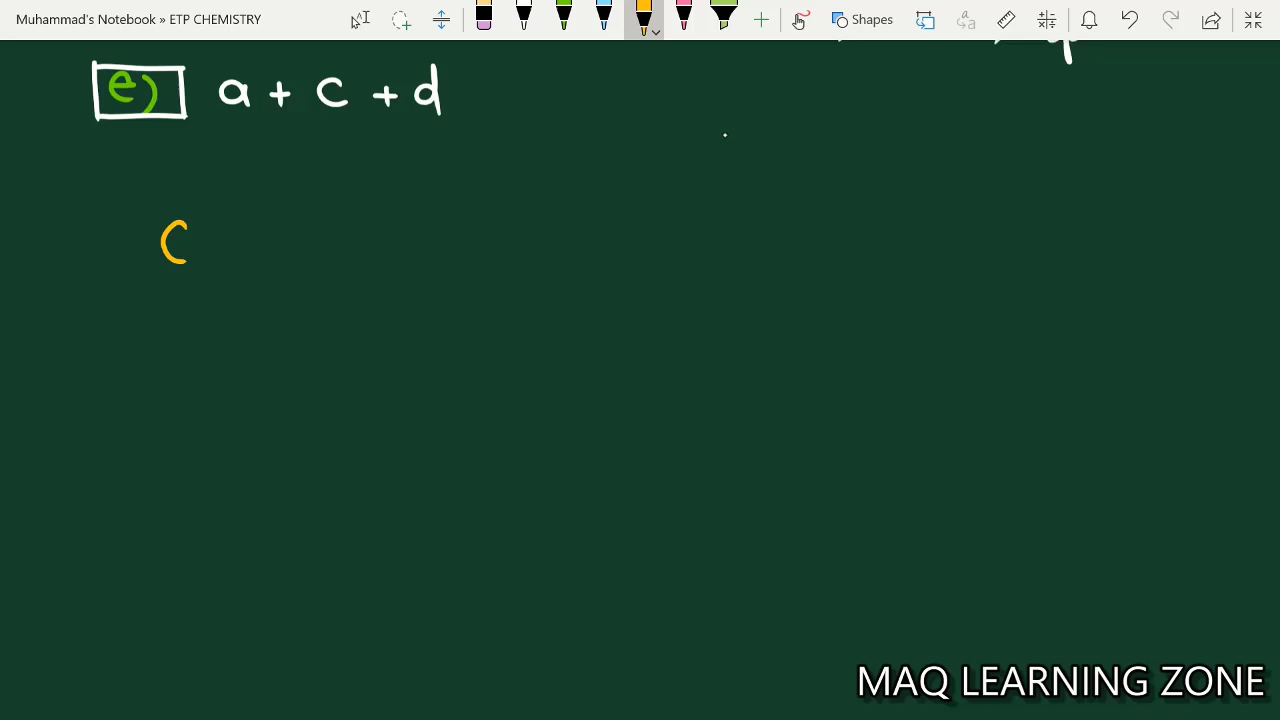 Muhammad's Notebook » ETP CHEMISTRY
Shapes
e) a + c + d
C
MAQ LEARNING ZONE